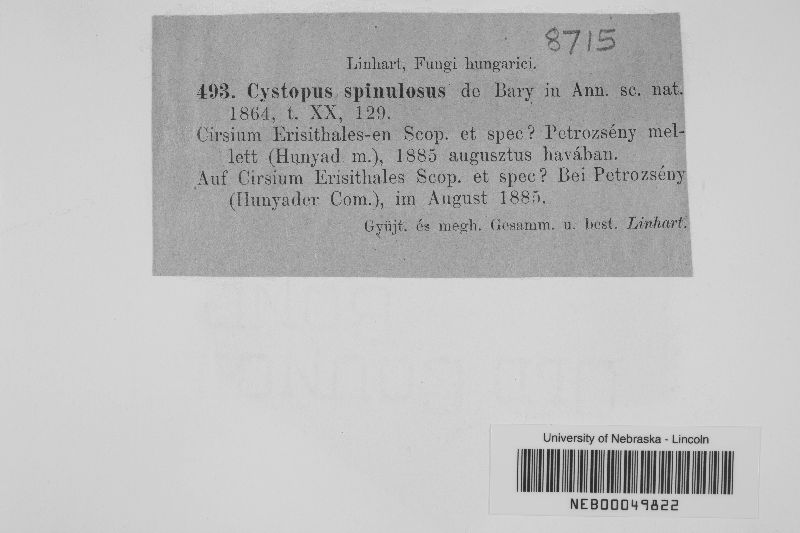 8715
Linhart, Fungi hungarici.
493. Cystopus spinulosus de Bary in Ann. sc. nat.
1864, t. XX, 129.
Cirsium Erisithales-en Scop. et spec? Petrozsény mel-
lett (Hunyad m.), 1885 augusztus havában.
Auf Cirsium Erisithales Scop. et spec? Bei Petrozsény
(Hunyader Com.), im August 1885.
Gyüjt. és megh. Gesamm. u. best. Linhart.
University of Nebraska - Lincoln
NEB00049822